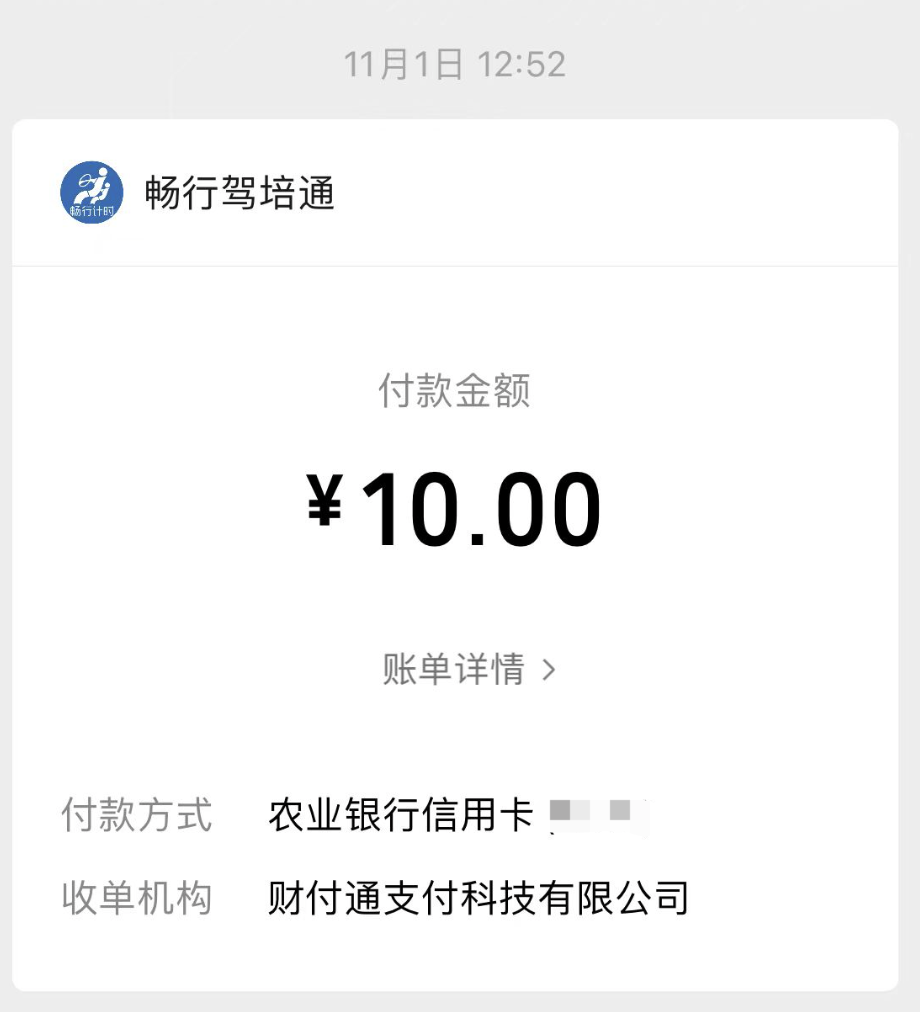 11月1日 12:52
畅行计时
畅行驾培通
付款金额
¥10.00
账单详情 >
付款方式 农业银行信用卡
收单机构 财付通支付科技有限公司